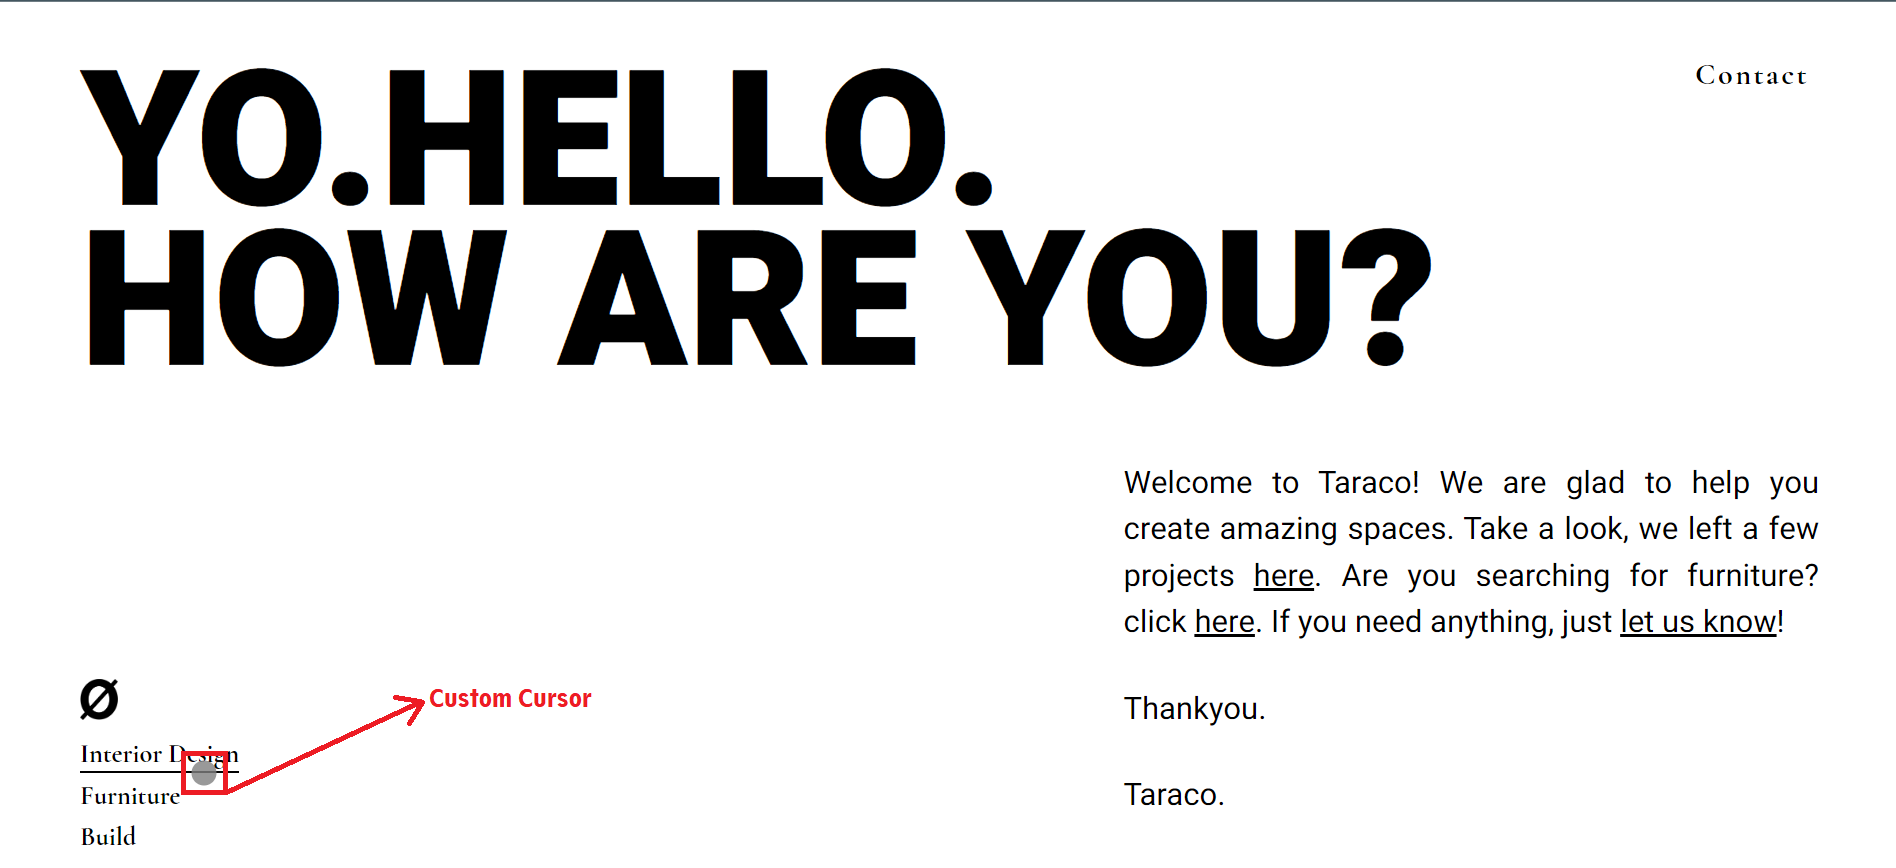 Contact
YO.HELLO.
HOW ARE YOU?
Welcome to Taraco! We are glad to help you
create amazing spaces. Take a look, we left a few
projects here. Are you searching for furniture?
click here. If you need anything, just let us know!
Thankyou.
Taraco.
Ø
Custom Cursor
Interior Design
Furniture
Build